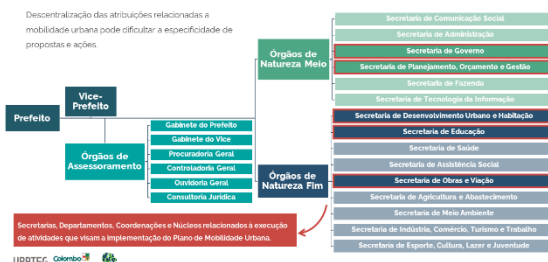 Descentralização das atribuições relacionadas a
mobilidade urbana pode dificultar a especificidade de
propostas e ações.
Prefeito
Vice-
Prefeito
Órgãos de
Assessoramento
Gabinete do Prefeito
Gabinete do Vice
Procuradoria Geral
Controladoria Geral
Ouvidoria Geral
Consultoria Jurídica
Órgãos de
Natureza Meio
Secretaria de Comunicação Social
Secretaria de Administração
Secretaria de Governo
Secretaria de Planejamento, Orçamento e Gestão
Secretaria de Fazenda
Secretaria de Tecnologia da Informação
Órgãos de
Natureza Fim
Secretaria de Desenvolvimento Urbano e Habitação
Secretaria de Educação
Secretaria de Saúde
Secretaria de Assistência Social
Secretaria de Obras e Viação
Secretaria de Agricultura e Abastecimento
Secretaria de Meio Ambiente
Secretaria de Indústria, Comércio, Turismo e Trabalho
Secretaria de Esporte, Cultura, Lazer e Juventude
Secretarias, Departamentos, Coordenações e Núcleos relacionados à execução
de atividades que visam a implementação do Plano de Mobilidade Urbana.
Colombo